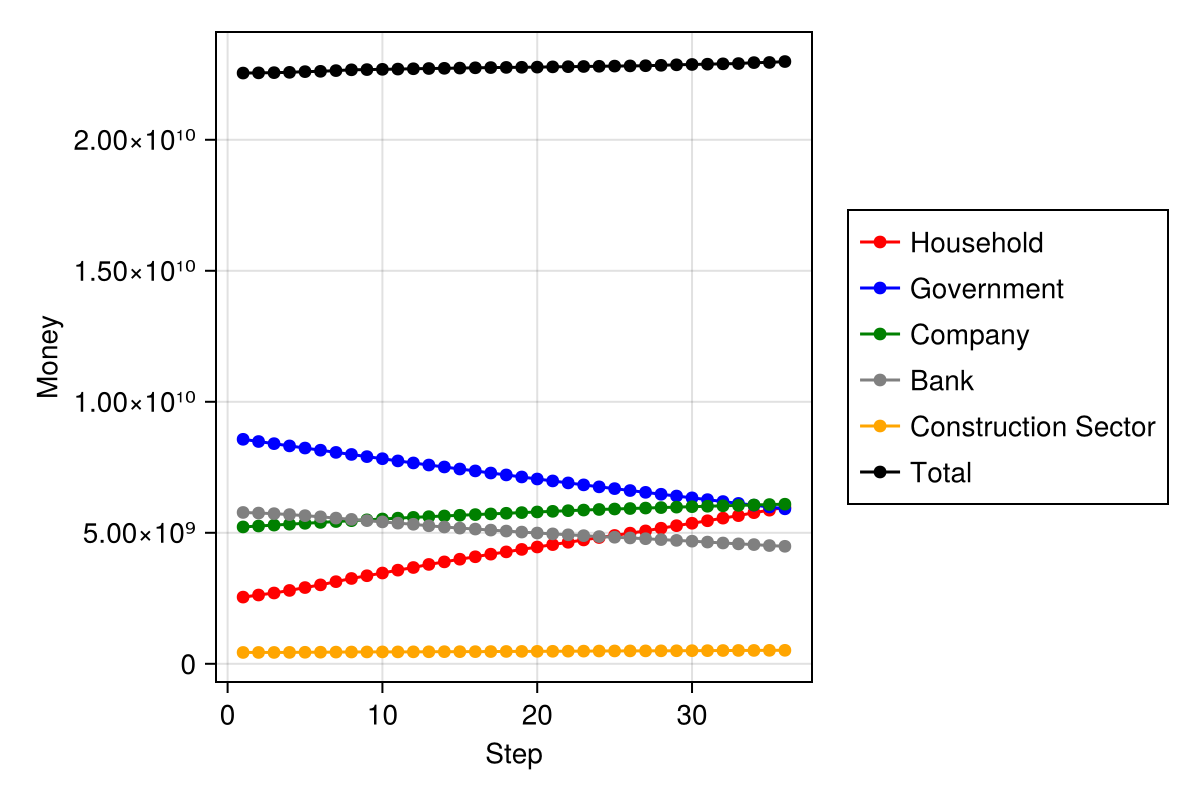 2.00×10¹⁰
1.50×10¹⁰
1.00×10¹⁰
5.00×10⁹
0
Money
0 10 20 30
Step
Household
Government
Company
Bank
Construction Sector
Total